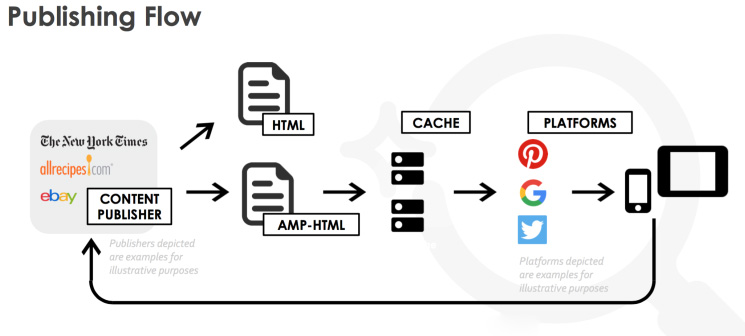 Publishing Flow
The New York Times
allrecipes.com
ebay
CONTENT
PUBLISHER
Publishers depicted
are examples for
illustrative purposes
HTML
AMP-HTML
CACHE
PLATFORMS
G
Platforms depicted
are examples for
illustrative purposes